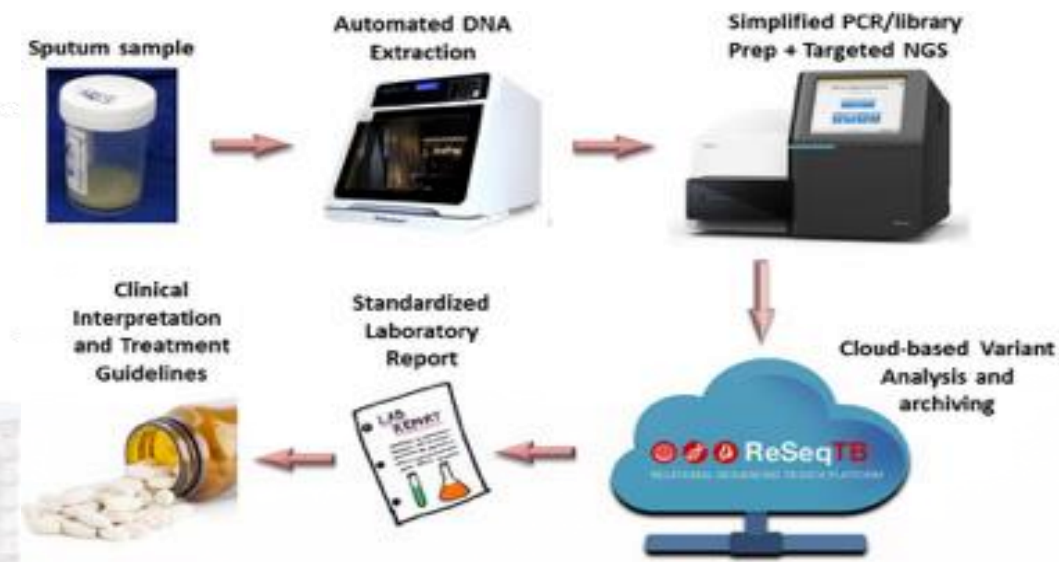 Sputum sample
Automated DNA
Extraction
Simplified PCR/library
Prep + Targeted NGS
Cloud-based Variant
Analysis and
archiving
ReSeqTB
Standardized
Laboratory
Report
LAB
REPORT
Clinical
Interpretation
and Treatment
Guidelines